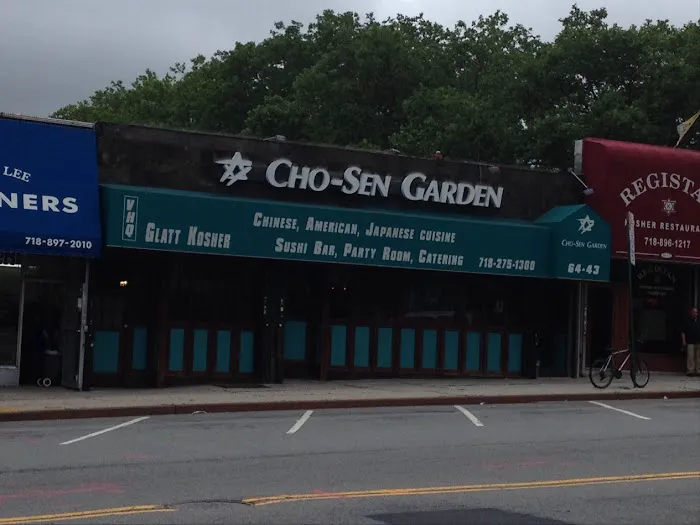 LEE
NERS
718-897-2010
CHO-SEN GARDEN
VHQ
GLATT KOSHER
CHINESE, AMERICAN, JAPANESE CUISINE
SUSHI BAR, PARTY ROOM, CATERING
718-275-1300
CHO-SEN GARDEN
64-43
REGISTA
KOSHER RESTAURA
718-896-1217